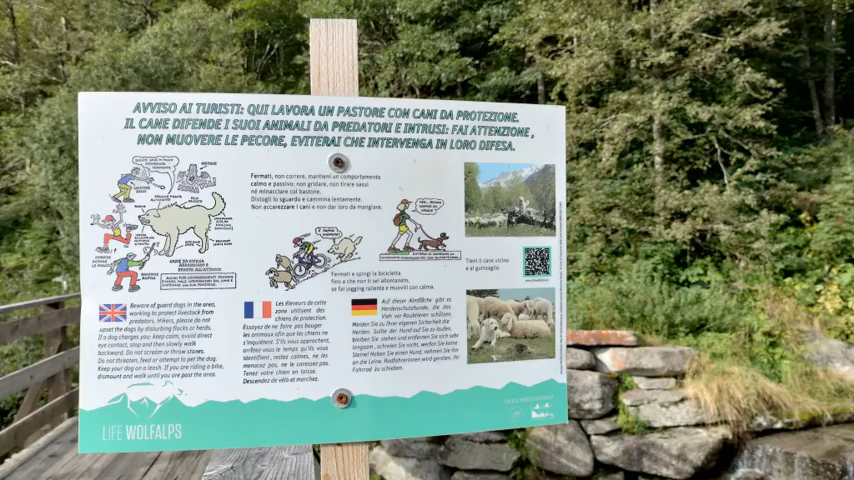 AVVISO AI TURISTI: QUI LAVORA UN PASTORE CON CANI DA PROTEZIONE.
IL CANE DIFENDE I SUOI ANIMALI DA PREDATORI E INTRUSI: FAI ATTENZIONE,
NON MUOVERE LE PECORE, EVITERAI CHE INTERVENGA IN LORO DIFESA.
Fermati, non correre, mantieni un comportamento
calmo e passivo: non gridare, non tirare sassi
né minacciare col bastone.
Distogli lo sguardo e cammina lentamente.
Non accarezzare i cani e non dar loro da mangiare.
Fermati e spingi la bicicletta
fino a che non ti sei allontanato,
se fai jogging rallenta e muoviti con calma.
Tieni il cane vicino
e al guinzaglio.
Beware of guard dogs in the area,
working to protect livestock from
predators. Hikers, please do not
upset the dogs by disturbing flocks or herds.
If a dog charges you: keep calm, avoid direct
eye contact, stop and then slowly walk
backward. Do not scream or throw stones.
Do not threaten, feed or attempt to pet the dog.
Keep your dog on a leash. If you are riding a bike,
dismount and walk until you are past the area.
Les éleveurs de cette
zone utilisent des
chiens de protection.
Essayez de ne faire pas bouger
les animaux afin que les chiens ne
s'inquiètent. S'ils vous approchent,
arrêtez-vous le temps qu'ils vous
identifient, restez calmes, ne les
menacez pas, ne le caressez pas.
Tenez votre chien en laisse.
Descendez de vélo et marchez.
Auf dieser Almfläche gibt es
Herdenschutzhunde, die das
Vieh vor Raubtieren schützen.
Meiden Sie zu Ihrer eigenen Sicherheit die
Herden. Sollte der Hund auf Sie zu laufen,
bleiben Sie stehen und entfernen Sie sich sehr
langsam, schreien Sie nicht, werfen Sie keine
Steine! Haben Sie einen Hund, nehmen Sie ihn
an die Leine. Radfahrer/innen wird geraten, ihr
Fahrrad zu schieben.
LIFE WOLFALPS